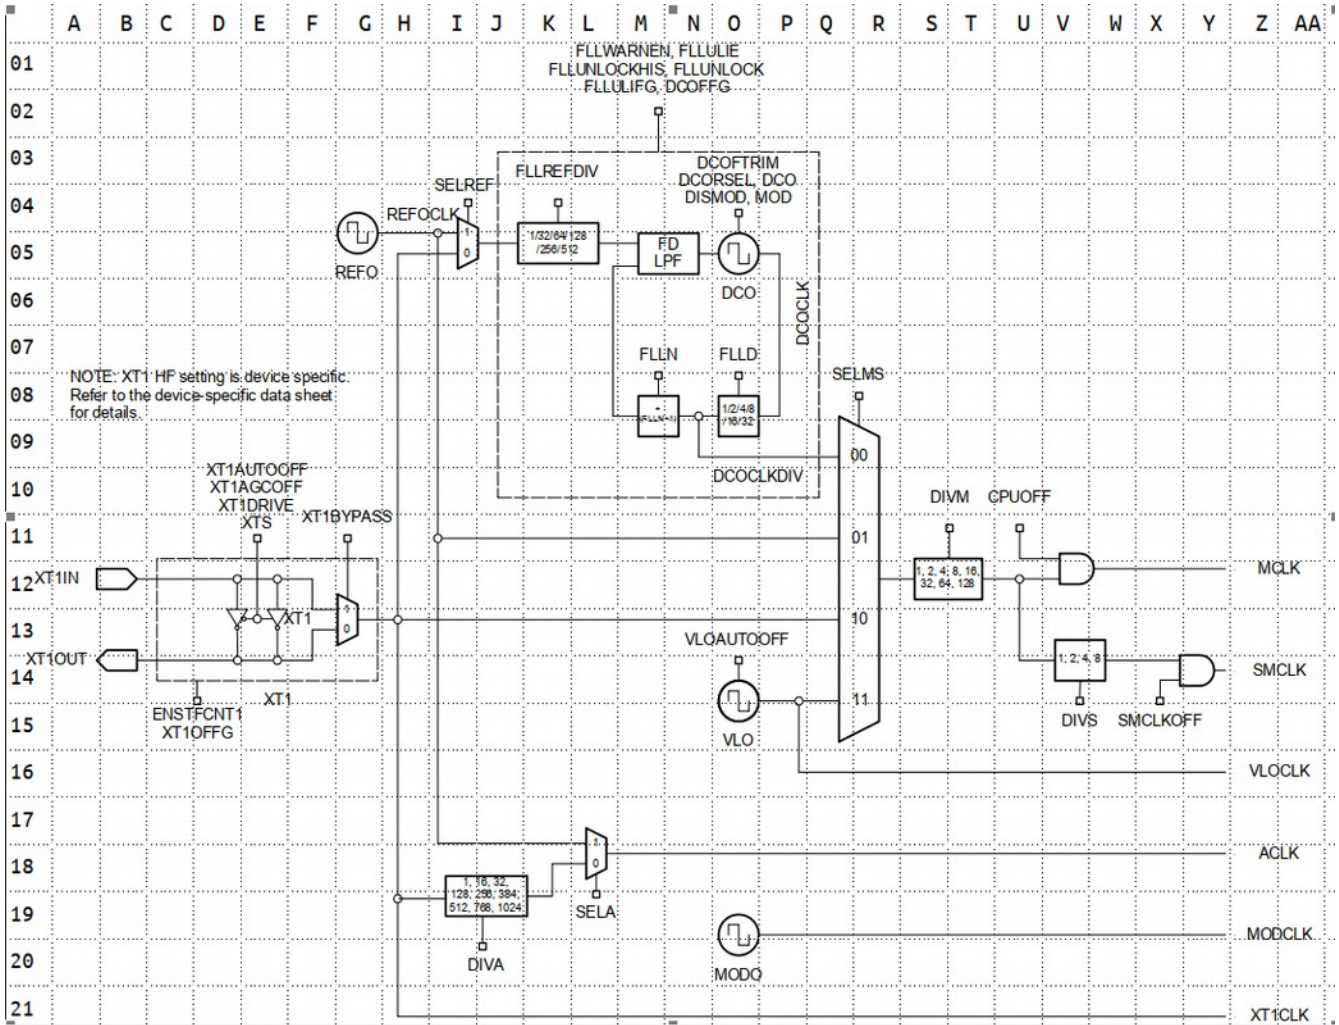 A B C D E F G H I J K L M N O P Q R S T U V W X Y Z AA
01
02
03
04
05
06
07
08
09
10
11
12
13
14
15
16
17
18
19
20
21
FLLWARNEN, FLLULIE
FLLUNLOCKHIS, FLLUNLOCK
FLLULIFG, DCOFFG
SELREF
FLLREFDIV
DCOFTRIM
DCORSEL, DCO
DISMOD, MOD
REFOCLK
REFO
1
0
1/32/64/128
/256/512
FD
LPF
DCO
DCOCLK
FLLN
FLLD
1/2/4/8
/16/32
DCOCLKDIV
NOTE: XT1 HF setting is device specific.
Refer to the device-specific data sheet
for details.
SELMS
00
01
10
11
XT1AUTOOFF
XT1AGCOFF
XT1DRIVE
XTS
XT1BYPASS
XT1IN
XT1OUT
XT1
1
0
XT1
ENSTFCNT1
XT1OFFG
VLOAUTOOFF
VLO
DIVM
CPUOFF
1, 2, 4, 8, 16,
32, 64, 128
MCLK
1, 2, 4, 8
DIVS
SMCLKOFF
SMCLK
VLOCLK
1
0
SELA
ACLK
1, 16, 32,
128, 256, 384,
512, 768, 1024
DIVA
MODO
MODCLK
XT1CLK